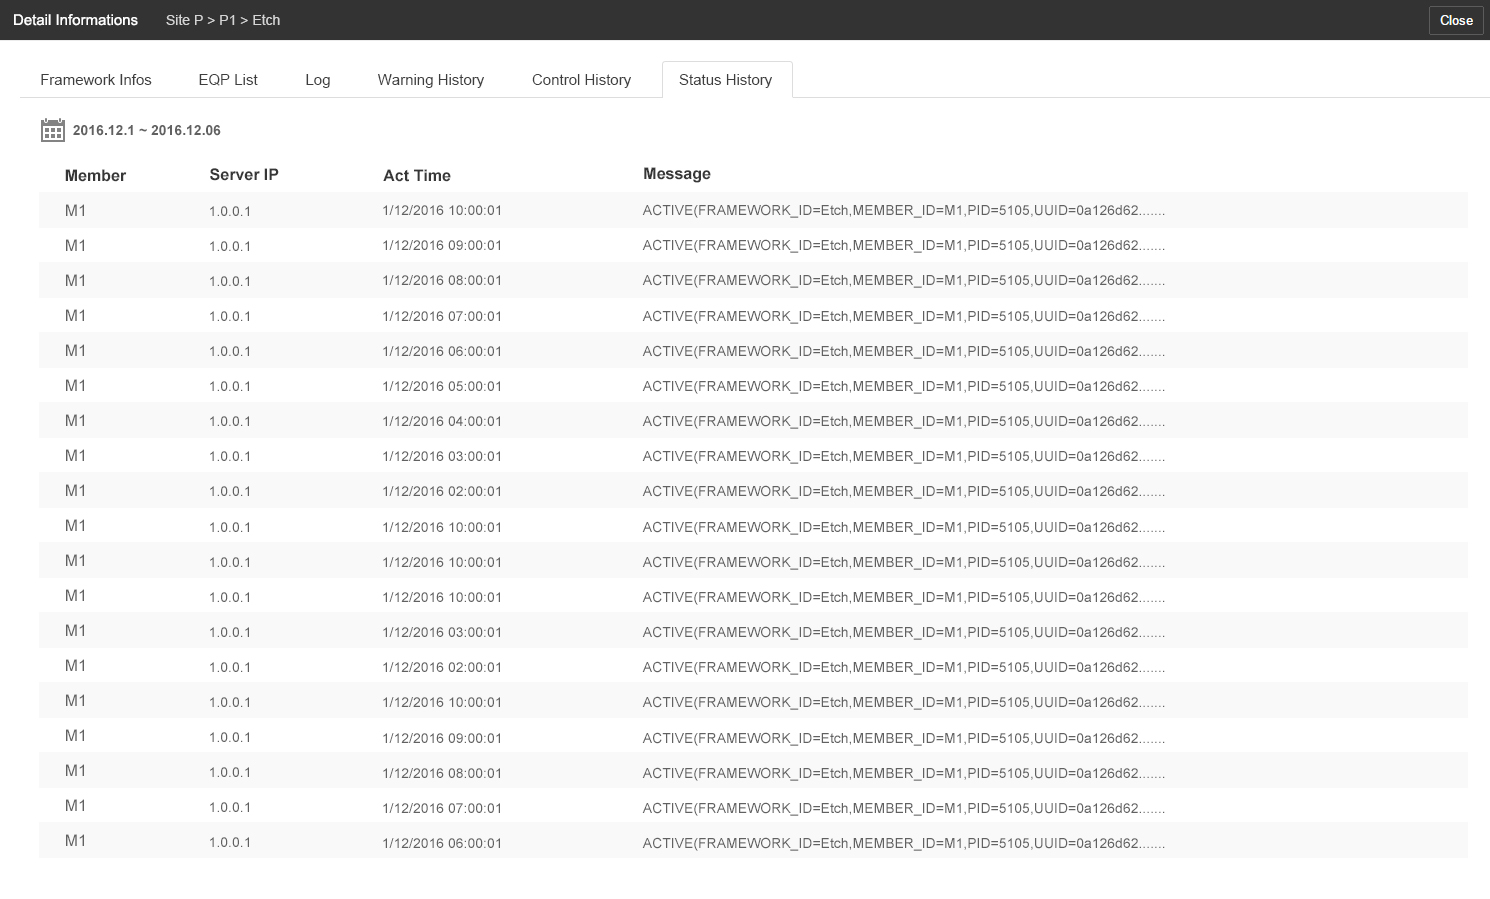 Detail Informations Site P > P1 > Etch Close
Framework Infos EQP List Log Warning History Control History Status History
2016.12.1 ~ 2016.12.06
Member Server IP Act Time Message
M1 1.0.0.1 1/12/2016 10:00:01 ACTIVE(FRAMEWORK_ID=Etch,MEMBER_ID=M1,PID=5105,UUID=0a126d62.......
M1 1.0.0.1 1/12/2016 09:00:01 ACTIVE(FRAMEWORK_ID=Etch,MEMBER_ID=M1,PID=5105,UUID=0a126d62.......
M1 1.0.0.1 1/12/2016 08:00:01 ACTIVE(FRAMEWORK_ID=Etch,MEMBER_ID=M1,PID=5105,UUID=0a126d62.......
M1 1.0.0.1 1/12/2016 07:00:01 ACTIVE(FRAMEWORK_ID=Etch,MEMBER_ID=M1,PID=5105,UUID=0a126d62.......
M1 1.0.0.1 1/12/2016 06:00:01 ACTIVE(FRAMEWORK_ID=Etch,MEMBER_ID=M1,PID=5105,UUID=0a126d62.......
M1 1.0.0.1 1/12/2016 05:00:01 ACTIVE(FRAMEWORK_ID=Etch,MEMBER_ID=M1,PID=5105,UUID=0a126d62.......
M1 1.0.0.1 1/12/2016 04:00:01 ACTIVE(FRAMEWORK_ID=Etch,MEMBER_ID=M1,PID=5105,UUID=0a126d62.......
M1 1.0.0.1 1/12/2016 03:00:01 ACTIVE(FRAMEWORK_ID=Etch,MEMBER_ID=M1,PID=5105,UUID=0a126d62.......
M1 1.0.0.1 1/12/2016 02:00:01 ACTIVE(FRAMEWORK_ID=Etch,MEMBER_ID=M1,PID=5105,UUID=0a126d62.......
M1 1.0.0.1 1/12/2016 10:00:01 ACTIVE(FRAMEWORK_ID=Etch,MEMBER_ID=M1,PID=5105,UUID=0a126d62.......
M1 1.0.0.1 1/12/2016 10:00:01 ACTIVE(FRAMEWORK_ID=Etch,MEMBER_ID=M1,PID=5105,UUID=0a126d62.......
M1 1.0.0.1 1/12/2016 10:00:01 ACTIVE(FRAMEWORK_ID=Etch,MEMBER_ID=M1,PID=5105,UUID=0a126d62.......
M1 1.0.0.1 1/12/2016 03:00:01 ACTIVE(FRAMEWORK_ID=Etch,MEMBER_ID=M1,PID=5105,UUID=0a126d62.......
M1 1.0.0.1 1/12/2016 02:00:01 ACTIVE(FRAMEWORK_ID=Etch,MEMBER_ID=M1,PID=5105,UUID=0a126d62.......
M1 1.0.0.1 1/12/2016 10:00:01 ACTIVE(FRAMEWORK_ID=Etch,MEMBER_ID=M1,PID=5105,UUID=0a126d62.......
M1 1.0.0.1 1/12/2016 09:00:01 ACTIVE(FRAMEWORK_ID=Etch,MEMBER_ID=M1,PID=5105,UUID=0a126d62.......
M1 1.0.0.1 1/12/2016 08:00:01 ACTIVE(FRAMEWORK_ID=Etch,MEMBER_ID=M1,PID=5105,UUID=0a126d62.......
M1 1.0.0.1 1/12/2016 07:00:01 ACTIVE(FRAMEWORK_ID=Etch,MEMBER_ID=M1,PID=5105,UUID=0a126d62.......
M1 1.0.0.1 1/12/2016 06:00:01 ACTIVE(FRAMEWORK_ID=Etch,MEMBER_ID=M1,PID=5105,UUID=0a126d62.......